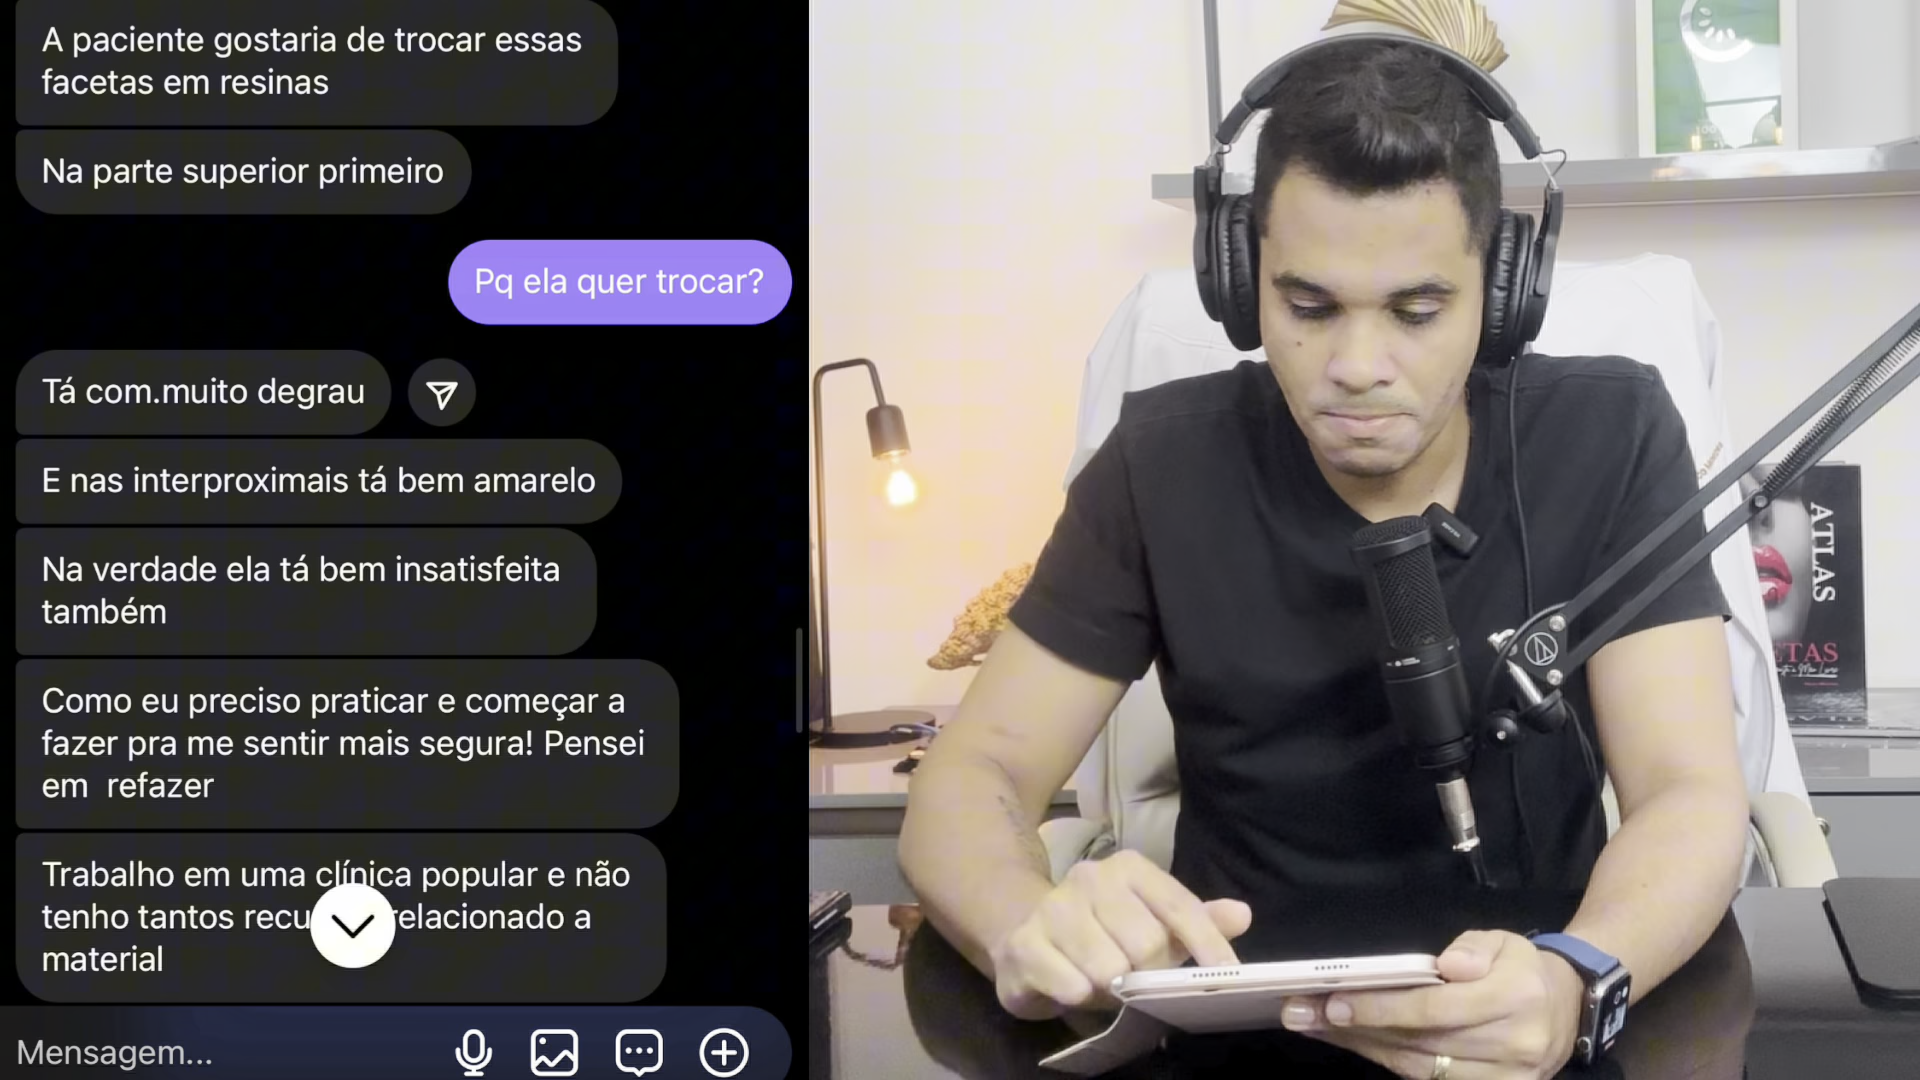 A paciente gostaria de trocar essas
facetas em resinas
Na parte superior primeiro
Pq ela quer trocar?
Tá com.muito degrau
E nas interproximais tá bem amarelo
Na verdade ela tá bem insatisfeita
também
Como eu preciso praticar e começar a
fazer pra me sentir mais segura! Pensei
em  refazer
Trabalho em uma clínica popular e não
tenho tantos relacionado a
material
Mensagem...
ATLAS